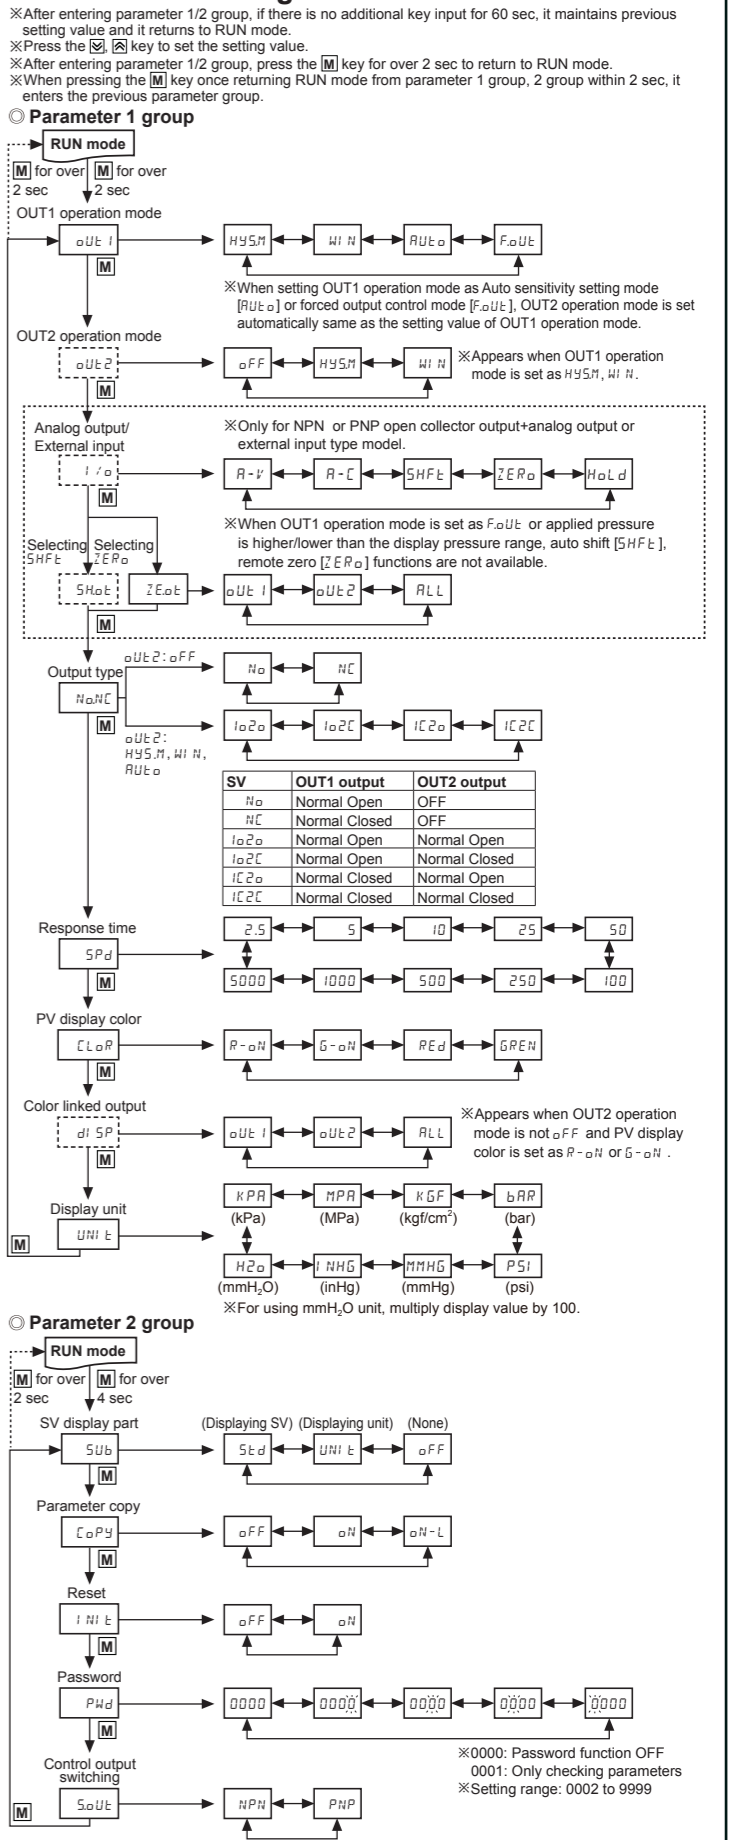 ※After entering parameter 1/2 group, if there is no additional key input for 60 sec, it maintains previous
setting value and it returns to RUN mode.
※Press the , key to set the setting value.
※After entering parameter 1/2 group, press the M key for over 2 sec to return to RUN mode.
※When pressing the M key once returning RUN mode from parameter 1 group, 2 group within 2 sec, it
enters the previous parameter group.
◎ Parameter 1 group
RUN mode
M for over M for over
2 sec 2 sec
OUT1 operation mode
oUt1 HYS.M WIN AUto F.oUt
M
※When setting OUT1 operation mode as Auto sensitivity setting mode
[AUto] or forced output control mode [F.oUt], OUT2 operation mode is set
automatically same as the setting value of OUT1 operation mode.
OUT2 operation mode
oUt2 oFF HYS.M WIN
※Appears when OUT1 operation
mode is set as HYS.M, WIN.
M
Analog output/
External input
※Only for NPN or PNP open collector output+analog output or
external input type model.
I/o A-V A-C SHFt ZERo HoLd
M
※When OUT1 operation mode is set as F.oUt or applied pressure
is higher/lower than the display pressure range, auto shift [SHFt],
remote zero [ZERo] functions are not available.
Selecting Selecting
SHFt ZERo
SH.ot ZE.ot oUt1 oUt2 ALL
M
oUt2:oFF
Output type No NC
No.NC
M
1o2o 1o2C 1C2o 1C2C
oUt2:
HYS.M, WIN,
AUto
SV OUT1 output OUT2 output
No Normal Open OFF
NC Normal Closed OFF
1o2o Normal Open Normal Open
1o2C Normal Open Normal Closed
1C2o Normal Closed Normal Open
1C2C Normal Closed Normal Closed
Response time
2.5 5 10 25 50
SPd
5000 1000 500 250 100
M
PV display color
CLoR R-oN G-oN REd GREN
M
Color linked output
dISP oUt1 oUt2 ALL
※Appears when OUT2 operation
mode is not oFF and PV display
color is set as R-oN or G-oN .
M
Display unit
KPA MPA KGF bAR
(kPa) (MPa) (kgf/cm²) (bar)
UNIt
M
H2o INHG MMHG PSI
(mmH₂O) (inHg) (mmHg) (psi)
※For using mmH₂O unit, multiply display value by 100.
◎ Parameter 2 group
RUN mode
M for over M for over
2 sec 4 sec
SV display part (Displaying SV) (Displaying unit) (None)
SUb Std UNIt oFF
M
Parameter copy
CoPY oFF oN oN-L
M
Reset
INIt oFF oN
M
Password
PWd 0000 0000 0000 0000 0000
M
※0000: Password function OFF
0001: Only checking parameters
※Setting range: 0002 to 9999
Control output
switching
S.oUt NPN PNP
M